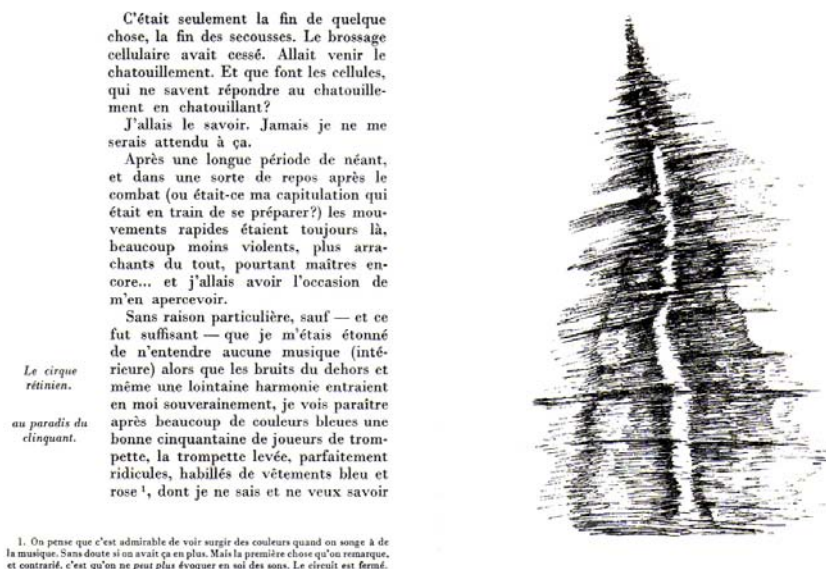 C'était seulement la fin de quelque
chose, la fin des secousses. Le brossage
cellulaire avait cessé. Allait venir le
chatouillement. Et que font les cellules,
qui ne savent répondre au chatouille-
ment en chatouillant?
J'allais le savoir. Jamais je ne me
serais attendu à ça.
Après une longue période de néant,
et dans une sorte de repos après le
combat (ou était-ce ma capitulation qui
était en train de se préparer?) les mou-
vements rapides étaient toujours là,
beaucoup moins violents, plus arra-
chants du tout, pourtant maîtres en-
core... et j'allais avoir l'occasion de
m'en apercevoir.
Sans raison particulière, sauf — et ce
fut suffisant — que je m'étais étonné
de n'entendre aucune musique (inté-
rieure) alors que les bruits du dehors et
même une lointaine harmonie entraient
en moi souverainement, je vois paraître
après beaucoup de couleurs bleues une
bonne cinquantaine de joueurs de trom-
pette, la trompette levée, parfaitement
ridicules, habillés de vêtements bleu et
rose ¹, dont je ne sais et ne veux savoir
Le cirque
rétinien.
au paradis du
clinquant.
1. On pense que c'est admirable de voir surgir des couleurs quand on songe à de
la musique. Sans doute si on avait ça en plus. Mais la première chose qu'on remarque,
et contrarié, c'est qu'on ne peut plus évoquer en soi des sons. Le circuit est fermé.